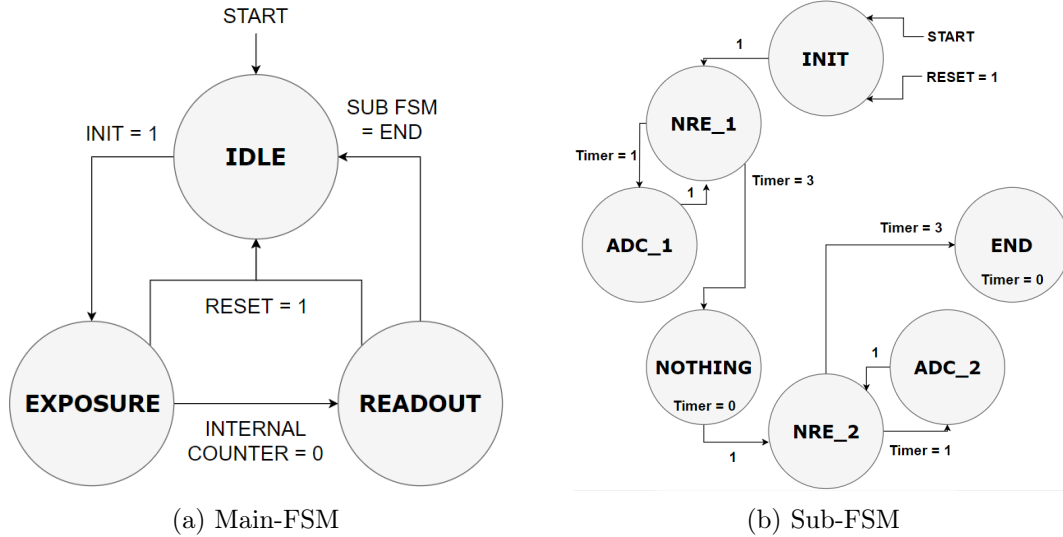 START
INIT = 1
SUB FSM
= END
IDLE
RESET = 1
EXPOSURE
READOUT
INTERNAL
COUNTER = 0
(a) Main-FSM
START
1
INIT
RESET = 1
NRE_1
Timer = 1
Timer = 3
1
ADC_1
Timer = 3
END
Timer = 0
NOTHING
Timer = 0
1
ADC_2
NRE_2
1
Timer = 1
(b) Sub-FSM